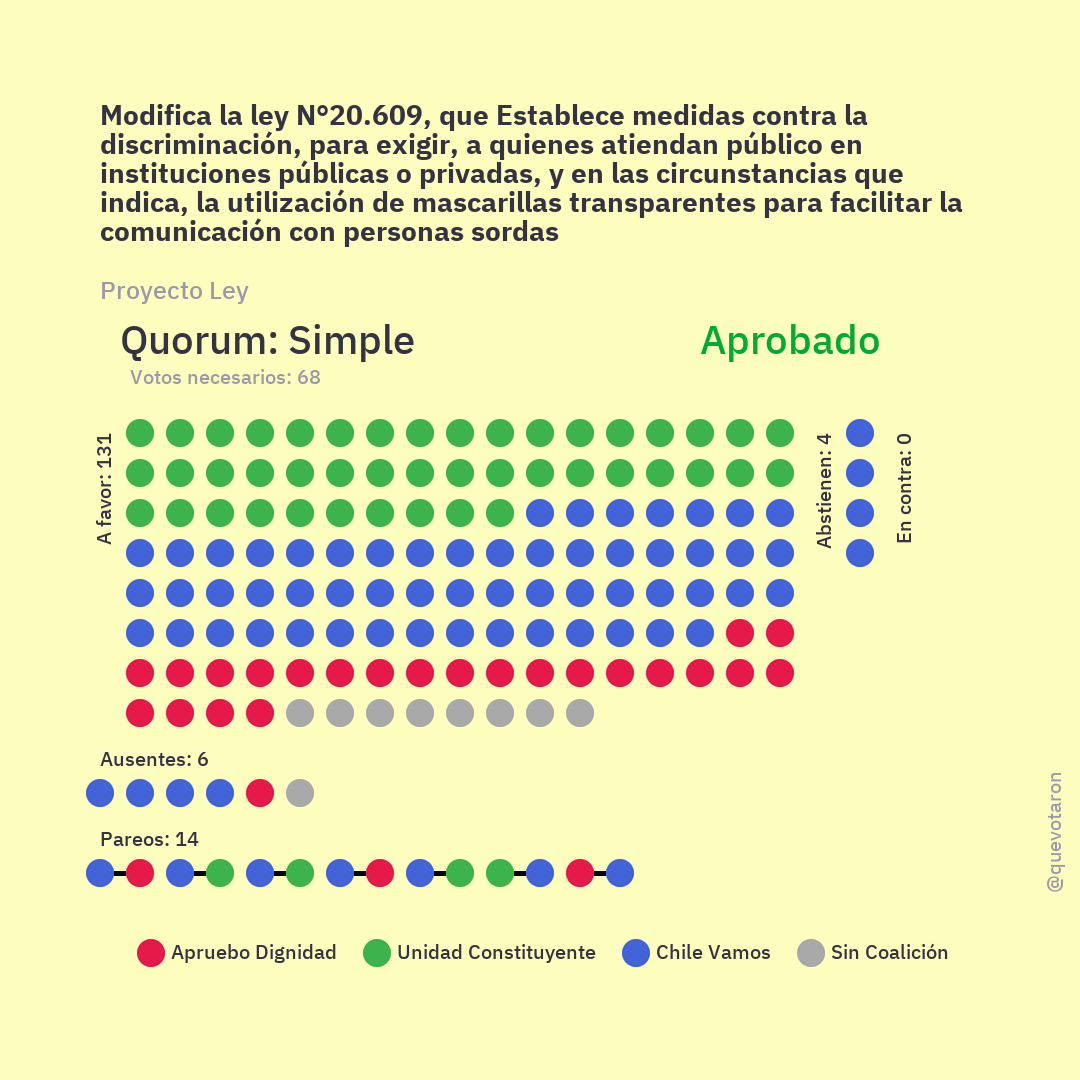 Modifica la ley N°20.609, que Establece medidas contra la
discriminación, para exigir, a quienes atiendan público en
instituciones públicas o privadas, y en las circunstancias que
indica, la utilización de mascarillas transparentes para facilitar la
comunicación con personas sordas
Proyecto Ley
Quorum: Simple
Aprobado
Votos necesarios: 68
A favor: 131
Abstienen: 4
En contra: 0
Ausentes: 6
Pareos: 14
@quevotaron
Apruebo Dignidad
Unidad Constituyente
Chile Vamos
Sin Coalición